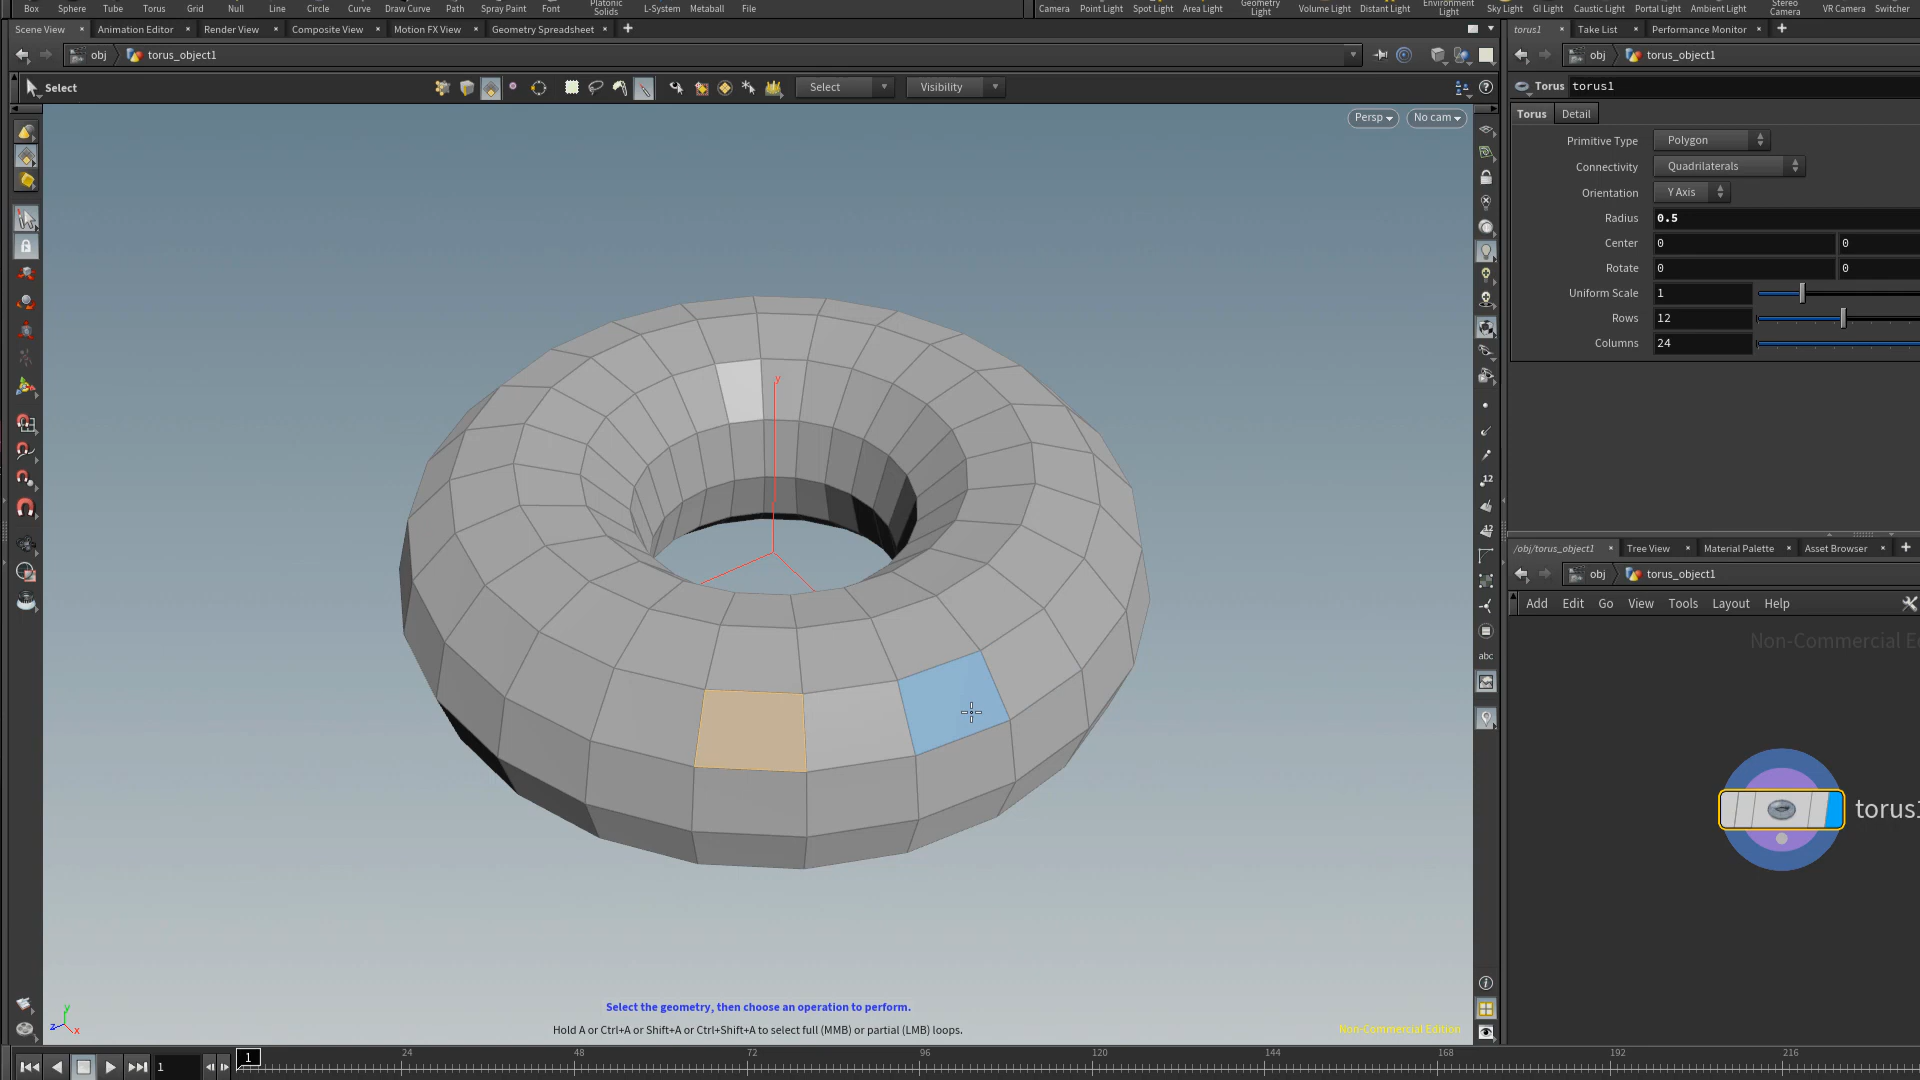 Box Sphere Tube Torus Grid Null Line Circle Curve Draw Curve Path Spray Paint Font Platonic Solids L-System Metaball File Camera Point Light Spot Light Area Light Geometry Light Volume Light Distant Light Environment Light Sky Light GI Light Caustic Light Portal Light Ambient Light Stereo Camera VR Camera Switcher
Scene View × Animation Editor × Render View × Composite View × Motion FX View × Geometry Spreadsheet × +
torus1 × Take List × Performance Monitor × +
obj torus_object1
obj torus_object1
Select
Select Visibility
Torus torus1
Persp No cam
Torus Detail
Primitive Type Polygon
Connectivity Quadrilaterals
Orientation Y Axis
Radius 0.5
Center 0 0
Rotate 0 0
Uniform Scale 1
Rows 12
Columns 24
y
12
12
abc
/obj/torus_object1 × Tree View × Material Palette × Asset Browser × +
obj torus_object1
Add Edit Go View Tools Layout Help
Non-Commercial E
torus1
y
z x
Select the geometry, then choose an operation to perform.
Hold A or Ctrl+A or Shift+A or Ctrl+Shift+A to select full (MMB) or partial (LMB) loops.
Non-Commercial Edition
1 1 24 48 72 96 120 144 168 192 216